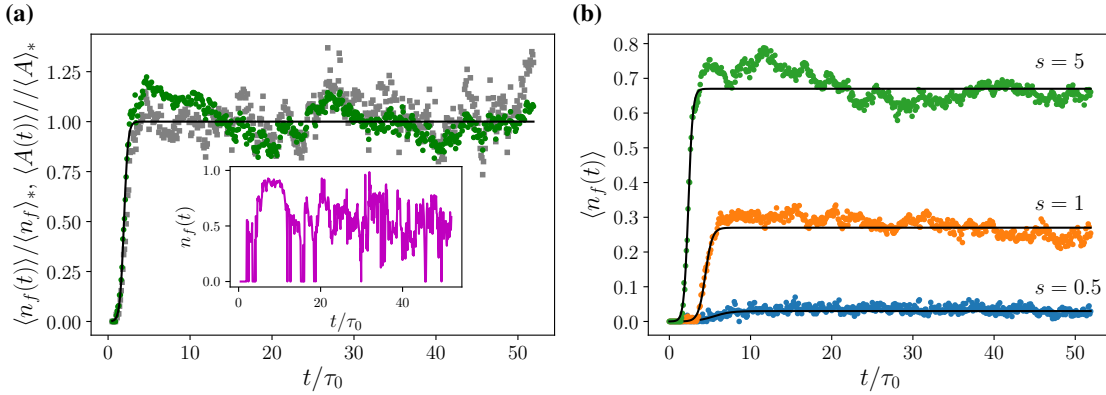 (a)
⟨n_f(t)⟩/⟨n_f⟩_*, ⟨A(t)⟩//⟨A⟩_*
1.25
1.00
0.75
0.50
0.25
0.00
0 10 20 30 40 50
t/τ_0
n_f(t)
1.0
0.5
0.0
0 20 40
t/τ_0
(b)
⟨n_f(t)⟩
0.8
0.7
0.6
0.5
0.4
0.3
0.2
0.1
0.0
s = 5
s = 1
s = 0.5
0 10 20 30 40 50
t/τ_0